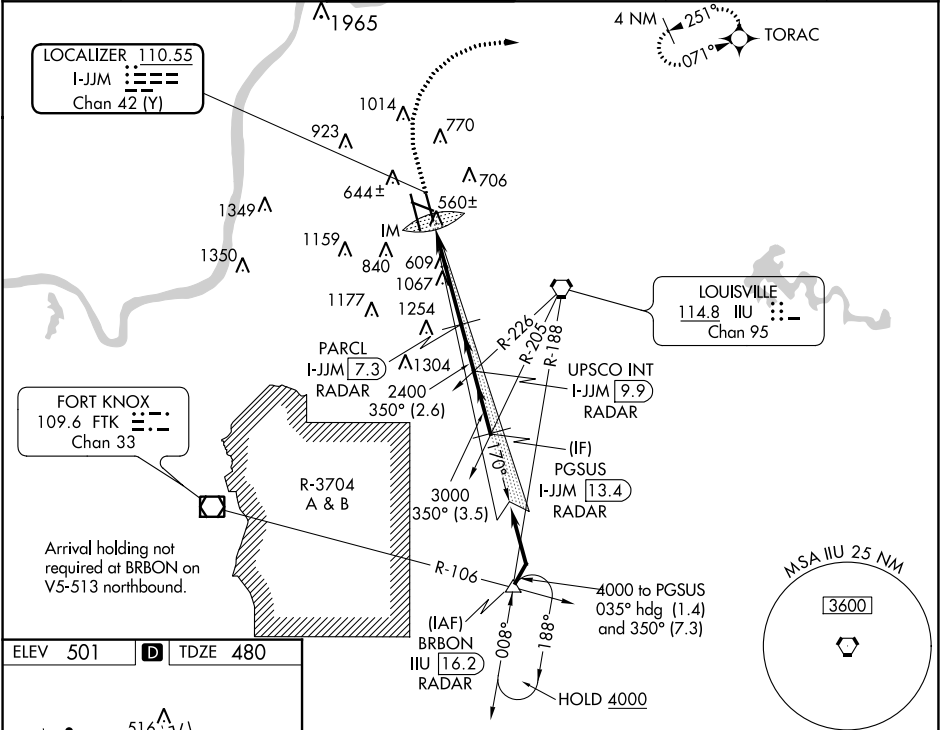 1965
4 NM
251°
071°
TORAC
LOCALIZER 110.55
I-JJM
Chan 42 (Y)
1014
923
770
644±
706
1349
560±
IM
1159
840
609
1350
1067
1177
1254
LOUISVILLE
114.8 IIU
Chan 95
R-226
R-205
R-188
PARCL
I-JJM 7.3
RADAR
1304
2400
350° (2.6)
UPSCO INT
I-JJM 9.9
RADAR
FORT KNOX
109.6 FTK
Chan 33
R-3704
A & B
170°
(IF)
PGSUS
I-JJM 13.4
RADAR
3000
350° (3.5)
Arrival holding not
required at BRBON on
V5-513 northbound.
R-106
4000 to PGSUS
035° hdg (1.4)
and 350° (7.3)
(IAF)
BRBON
IIU 16.2
RADAR
008°
188°
HOLD 4000
MSA IIU 25 NM
3600
ELEV 501
D
TDZE 480